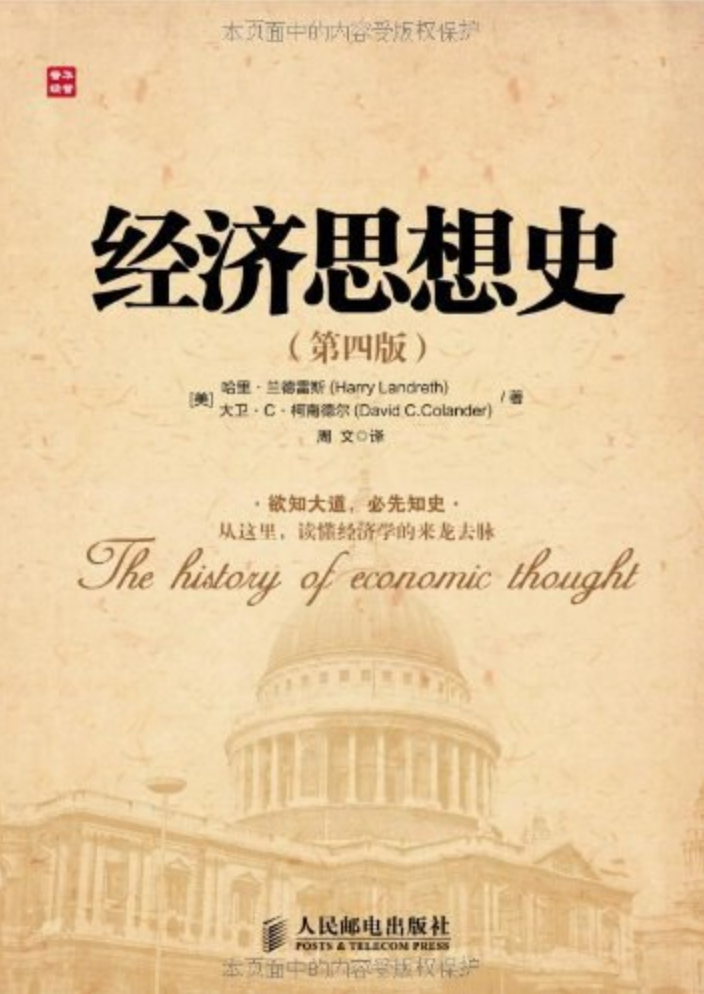 本页面中的内容受版权保护
普华
经管
经济思想史
（第四版）
[美] 哈里·兰德雷斯 (Harry Landreth)
大卫·C·柯南德尔 (David C.Colander) / 著
周 文◎译
·欲知大道，必先知史·
从这里，读懂经济学的来龙去脉
The history of economic thought
人民邮电出版社
POSTS & TELECOM PRESS
本页面中的内容受版权保护